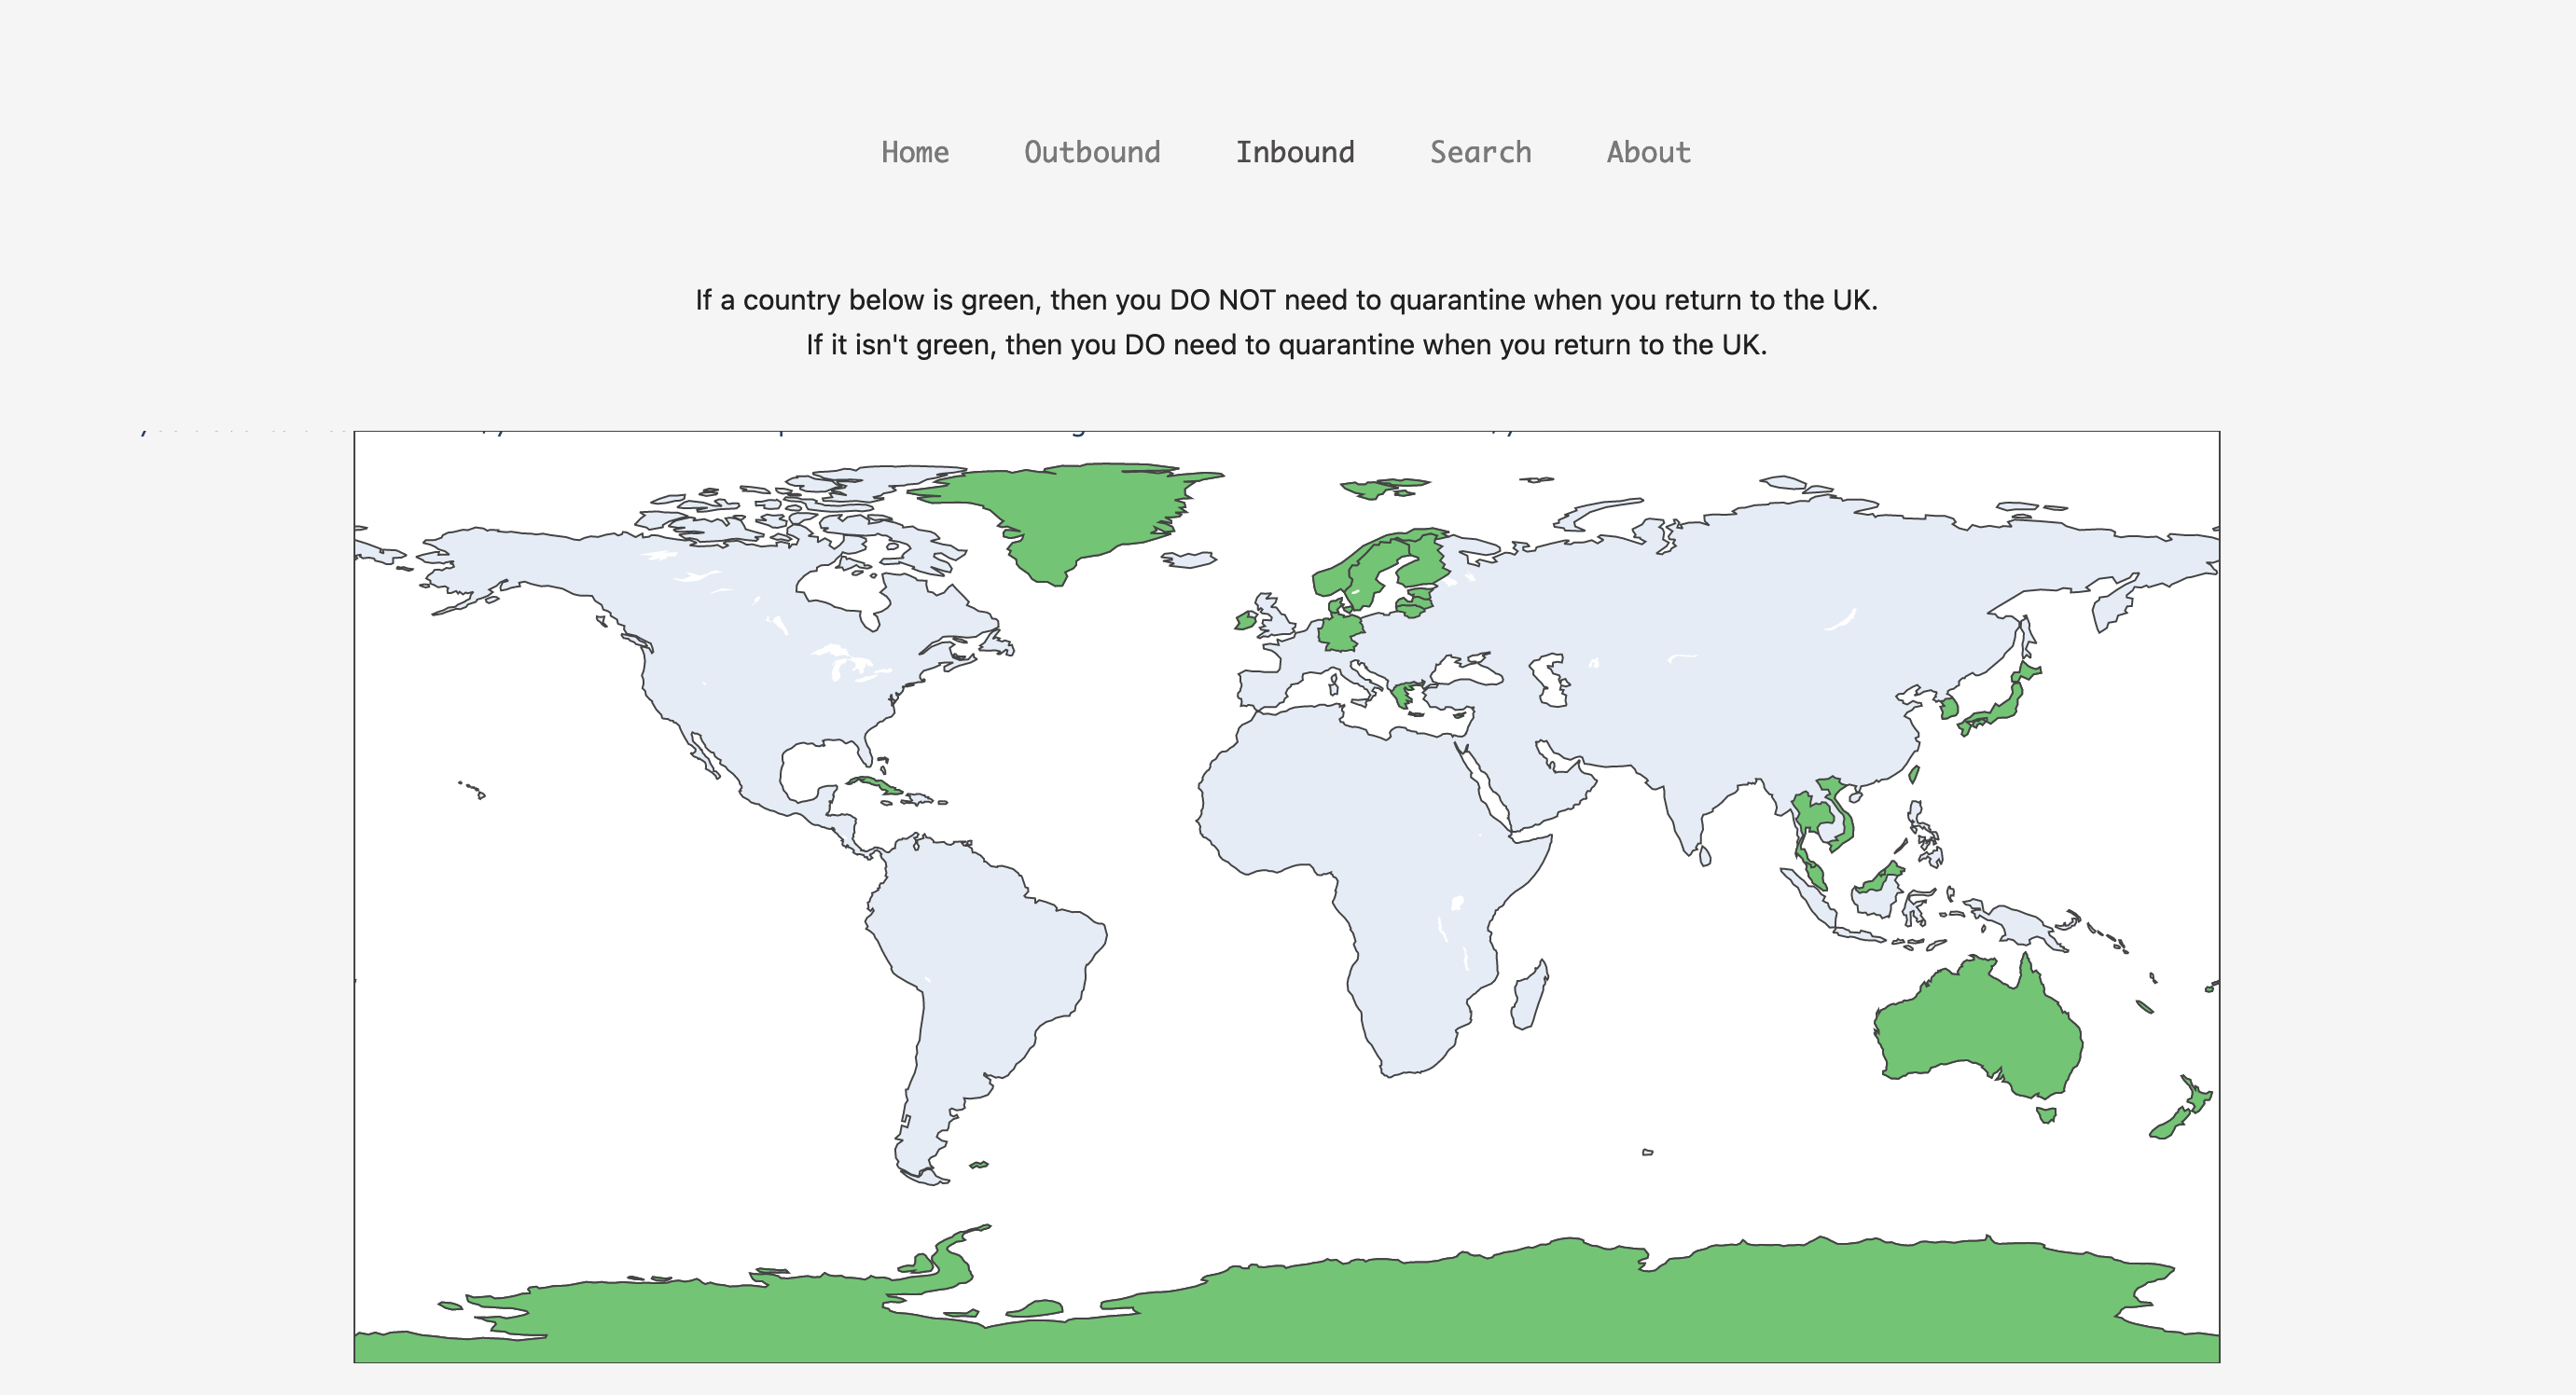 Home Outbound Inbound Search About
If a country below is green, then you DO NOT need to quarantine when you return to the UK.
If it isn't green, then you DO need to quarantine when you return to the UK.